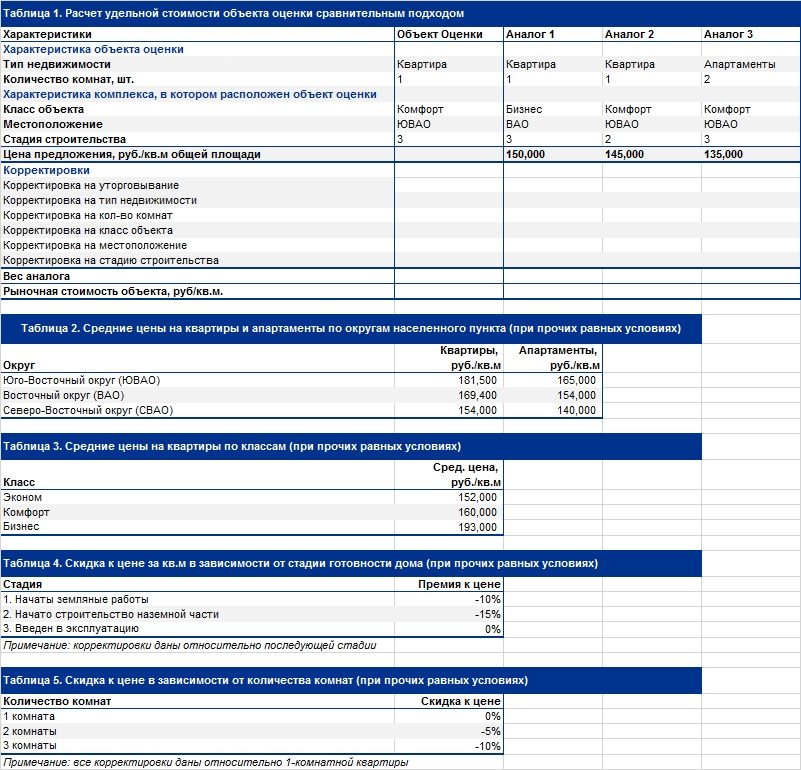 Таблица 1. Расчет удельной стоимости объекта оценки сравнительным подходом
Характеристики Объект Оценки Аналог 1 Аналог 2 Аналог 3
Характеристика объекта оценки
Тип недвижимости Квартира Квартира Квартира Апартаменты
Количество комнат, шт. 1 1 1 2
Характеристика комплекса, в котором расположен объект оценки
Класс объекта Комфорт Бизнес Комфорт Комфорт
Местоположение ЮВАО ВАО ЮВАО ЮВАО
Стадия строительства 3 3 2 3
Цена предложения, руб./кв.м общей площади 150,000 145,000 135,000
Корректировки
Корректировка на уторговывание
Корректировка на тип недвижимости
Корректировка на кол-во комнат
Корректировка на класс объекта
Корректировка на местоположение
Корректировка на стадию строительства
Вес аналога
Рыночная стоимость объекта, руб/кв.м.
Таблица 2. Средние цены на квартиры и апартаменты по округам населенного пункта (при прочих равных условиях)
Квартиры, Апартаменты,
Округ руб./кв.м руб./кв.м
Юго-Восточный округ (ЮВАО) 181,500 165,000
Восточный округ (ВАО) 169,400 154,000
Северо-Восточный округ (СВАО) 154,000 140,000
Таблица 3. Средние цены на квартиры по классам (при прочих равных условиях)
Сред. цена,
Класс руб./кв.м
Эконом 152,000
Комфорт 160,000
Бизнес 193,000
Таблица 4. Скидка к цене за кв.м в зависимости от стадии готовности дома (при прочих равных условиях)
Стадия Премия к цене
1. Начаты земляные работы -10%
2. Начато строительство наземной части -15%
3. Введен в эксплуатацию 0%
Примечание: корректировки даны относительно последующей стадии
Таблица 5. Скидка к цене в зависимости от количества комнат (при прочих равных условиях)
Количество комнат Скидка к цене
1 комната 0%
2 комнаты -5%
3 комнаты -10%
Примечание: все корректировки даны относительно 1-комнатной квартиры